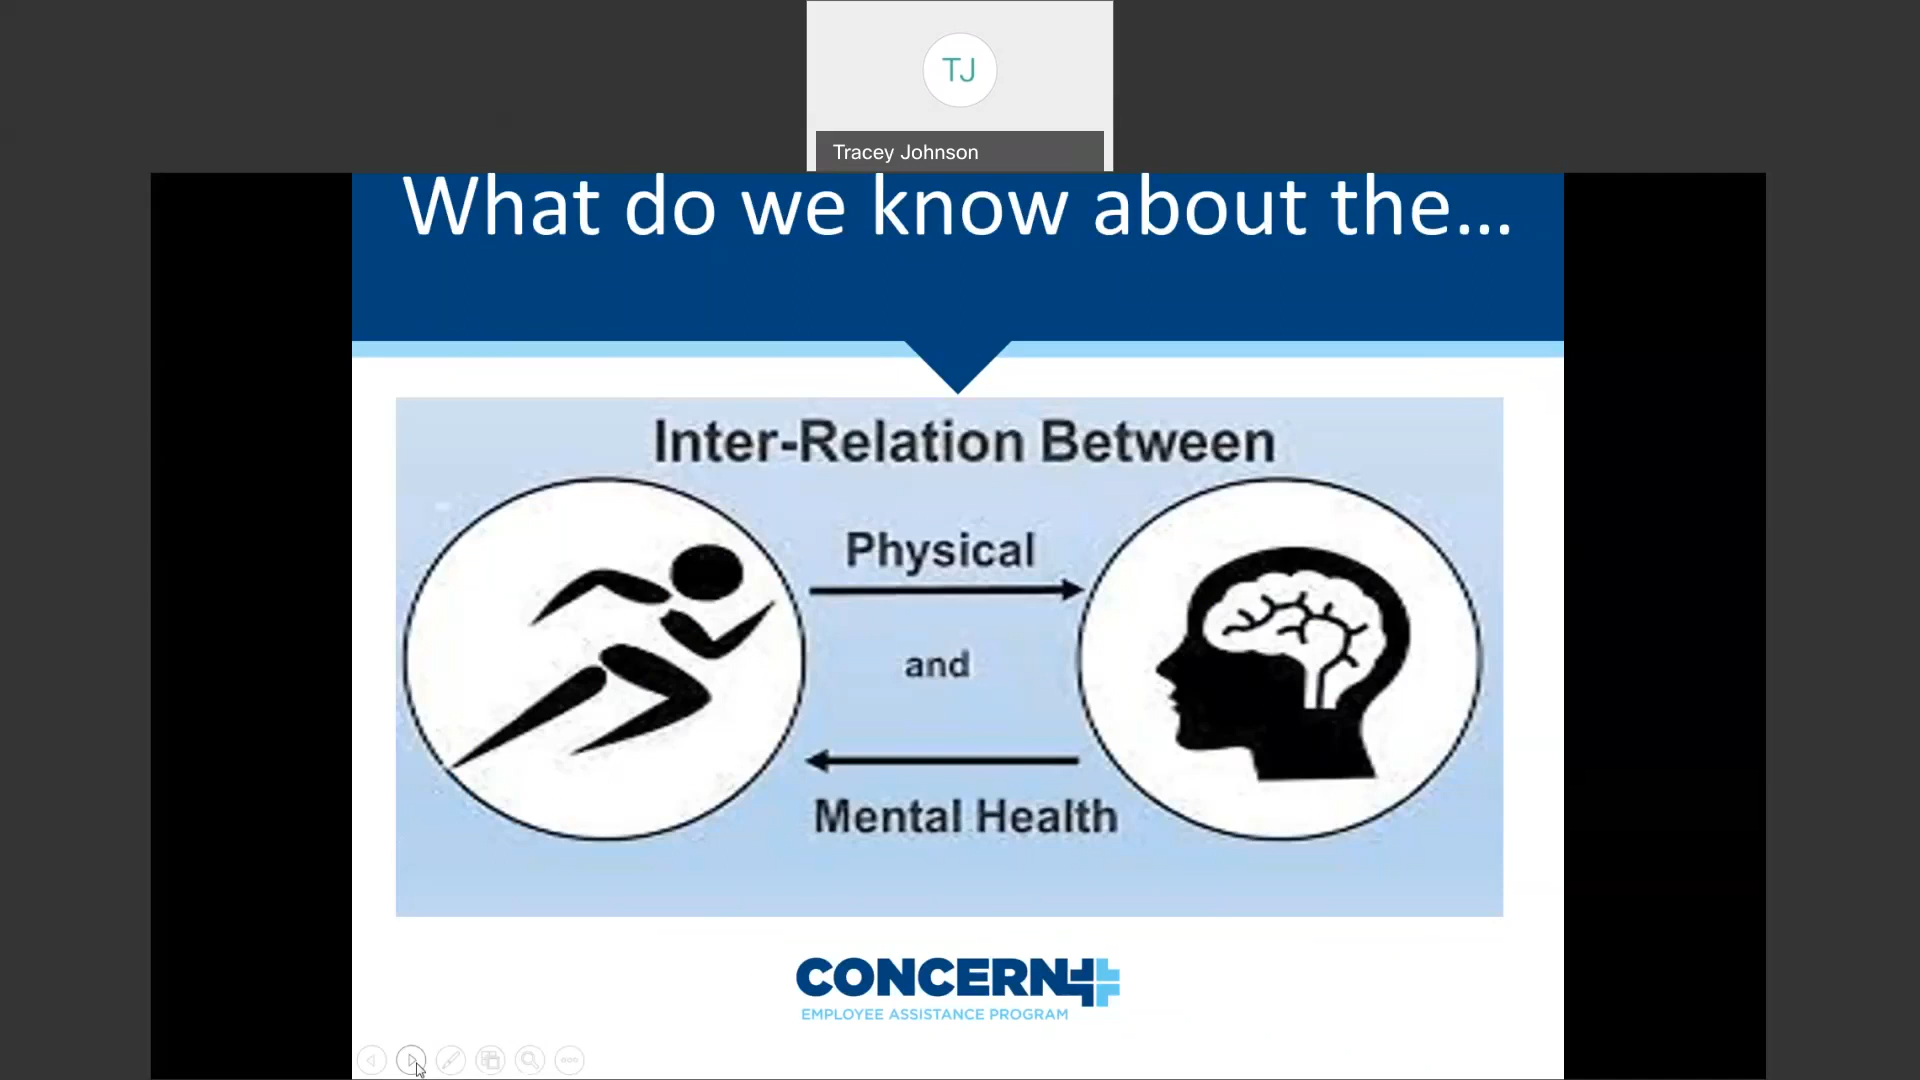 TJ
Tracey Johnson
What do we know about the...
Inter-Relation Between
Physical
and
Mental Health
CONCERN
EMPLOYEE ASSISTANCE PROGRAM